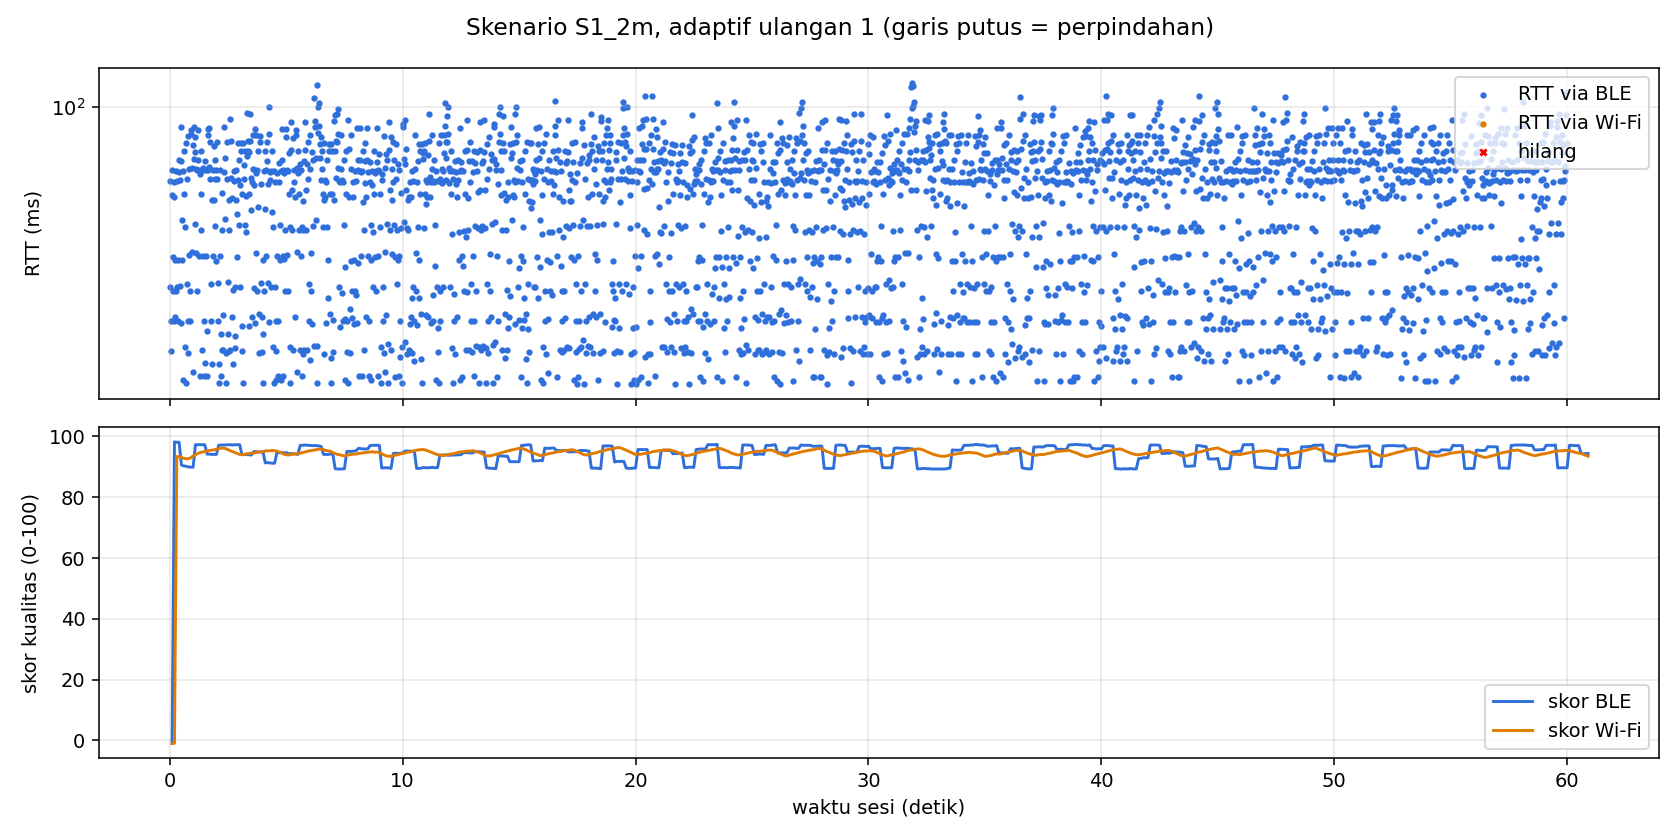 Skenario S1_2m, adaptif ulangan 1 (garis putus = perpindahan)
10²
RTT (ms)
RTT via BLE
RTT via Wi-Fi
hilang
100
80
60
40
20
0
skor kualitas (0-100)
skor BLE
skor Wi-Fi
0 10 20 30 40 50 60
waktu sesi (detik)